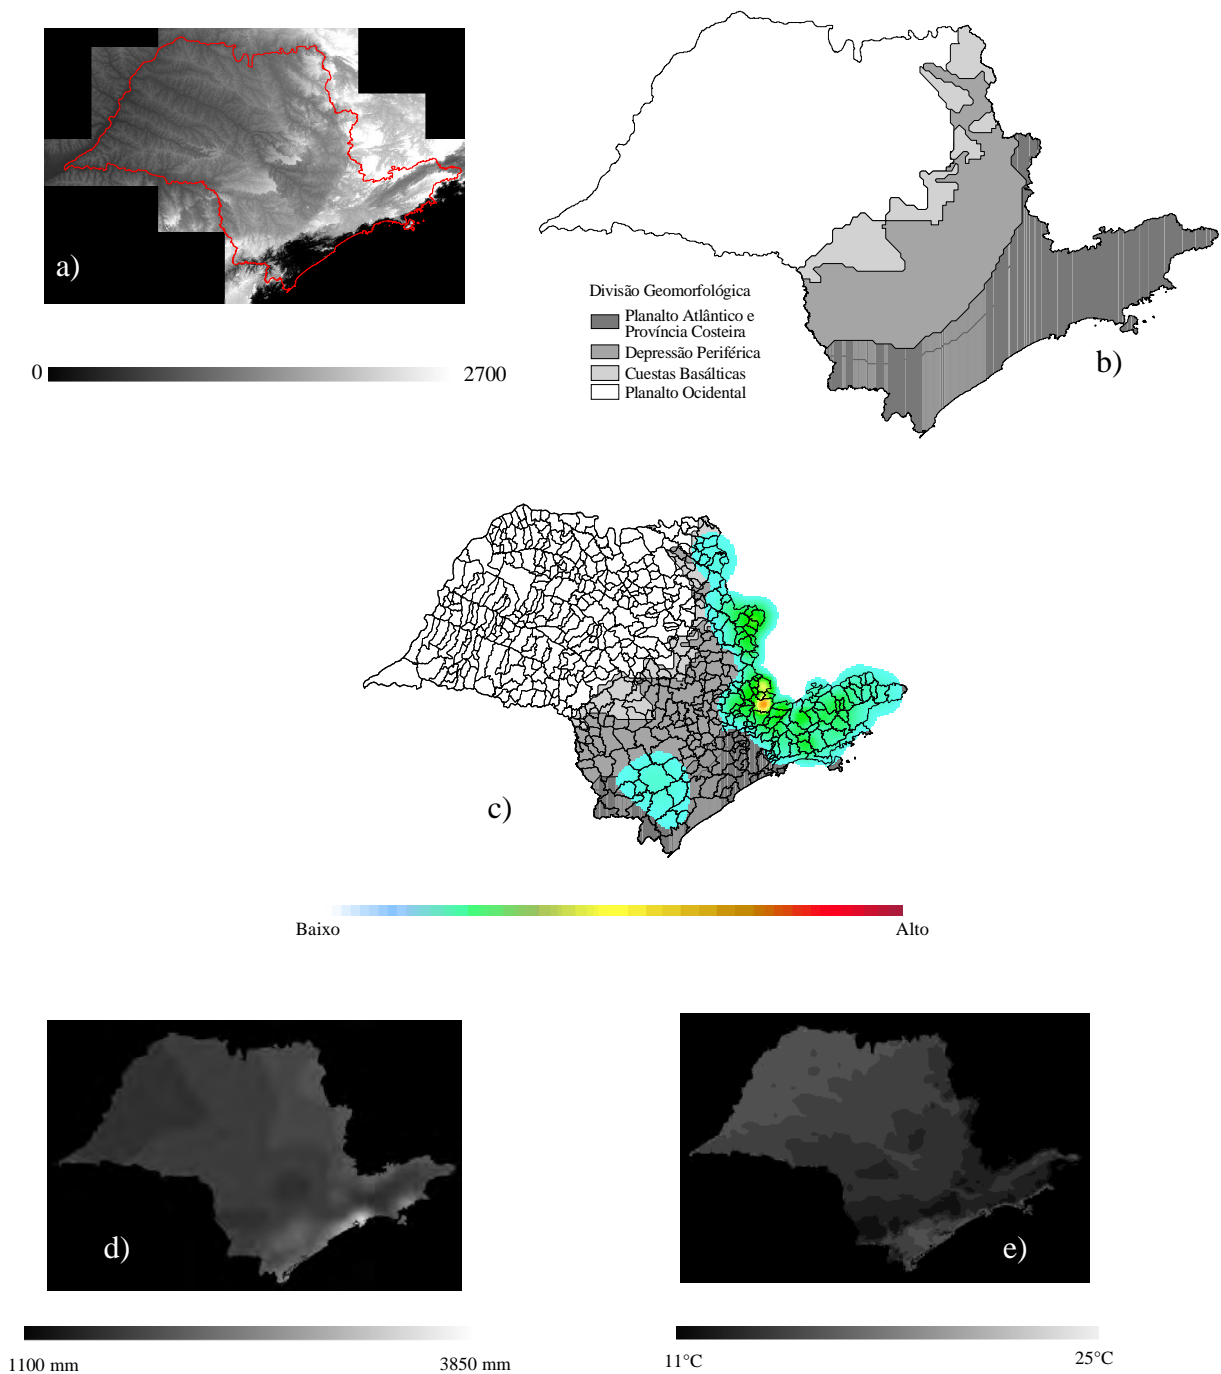 a)
0
2700
Divisão Geomorfológica
Planalto Atlântico e
Província Costeira
Depressão Periférica
Cuestas Basálticas
Planalto Ocidental
b)
c)
Baixo
Alto
d)
e)
1100 mm
3850 mm
11°C
25°C